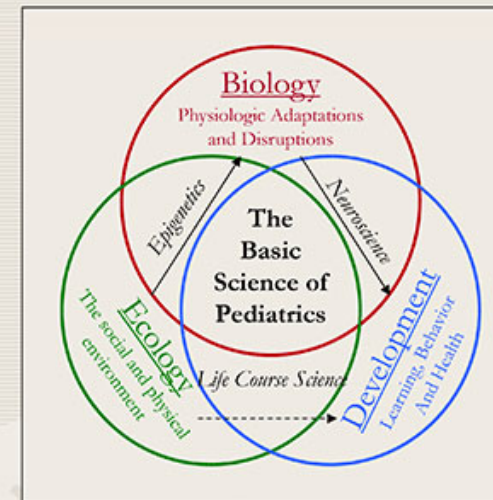 Biology
Physiologic Adaptations
and Disruptions
Epigenetics
Neuroscience
The
Basic
Science of
Pediatrics
Ecology
The social and physical
environment
Development
Learning, Behavior
And Health
Life Course Science